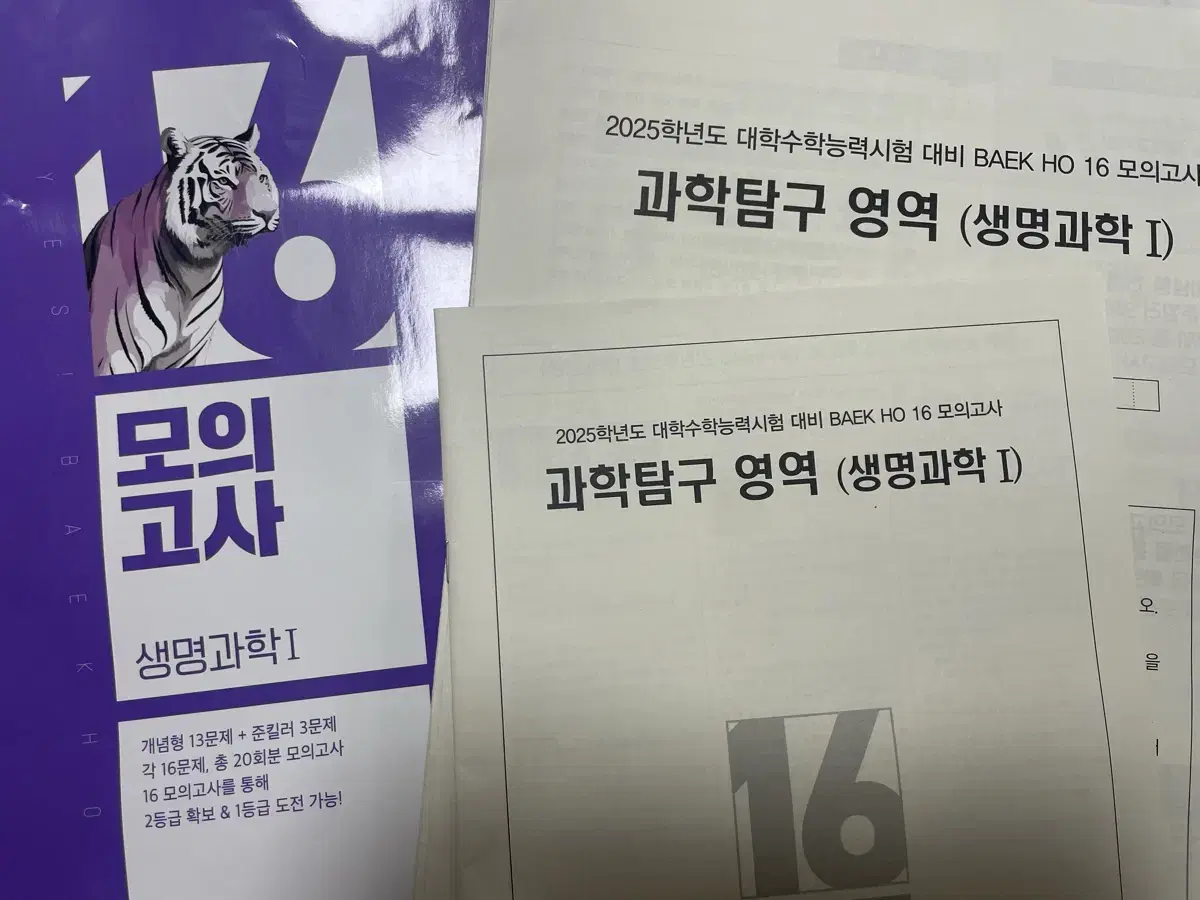 16
YES! BAEKHO
모의
고사
생명과학 I
개념형 13문제 + 준킬러 3문제
각 16문제, 총 20회분 모의고사
16 모의고사를 통해
2등급 확보 & 1등급 도전 가능!
2025학년도 대학수학능력시험 대비 BAEK HO 16 모의고사
과학탐구 영역 (생명과학 I)
2025학년도 대학수학능력시험 대비 BAEK HO 16 모의고사
과학탐구 영역 (생명과학 I)
16
오.
을